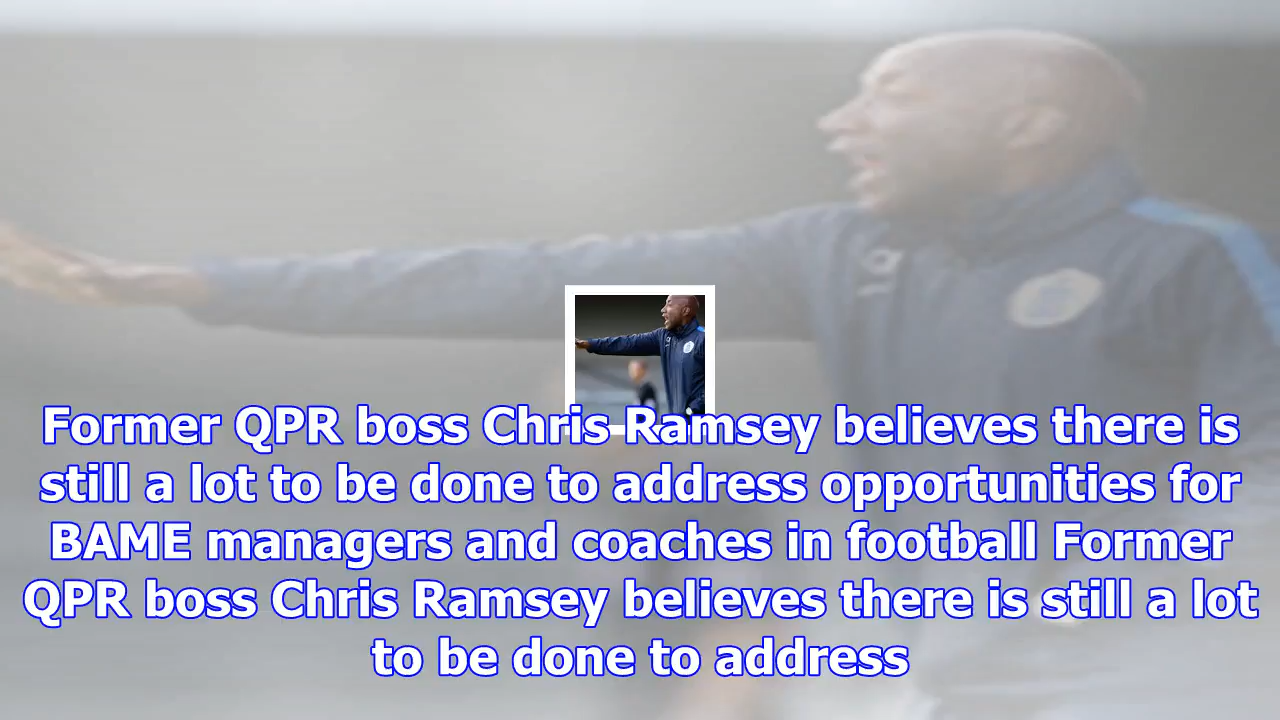 Former QPR boss Chris Ramsey believes there is
still a lot to be done to address opportunities for
BAME managers and coaches in football Former
QPR boss Chris Ramsey believes there is still a lot
to be done to address